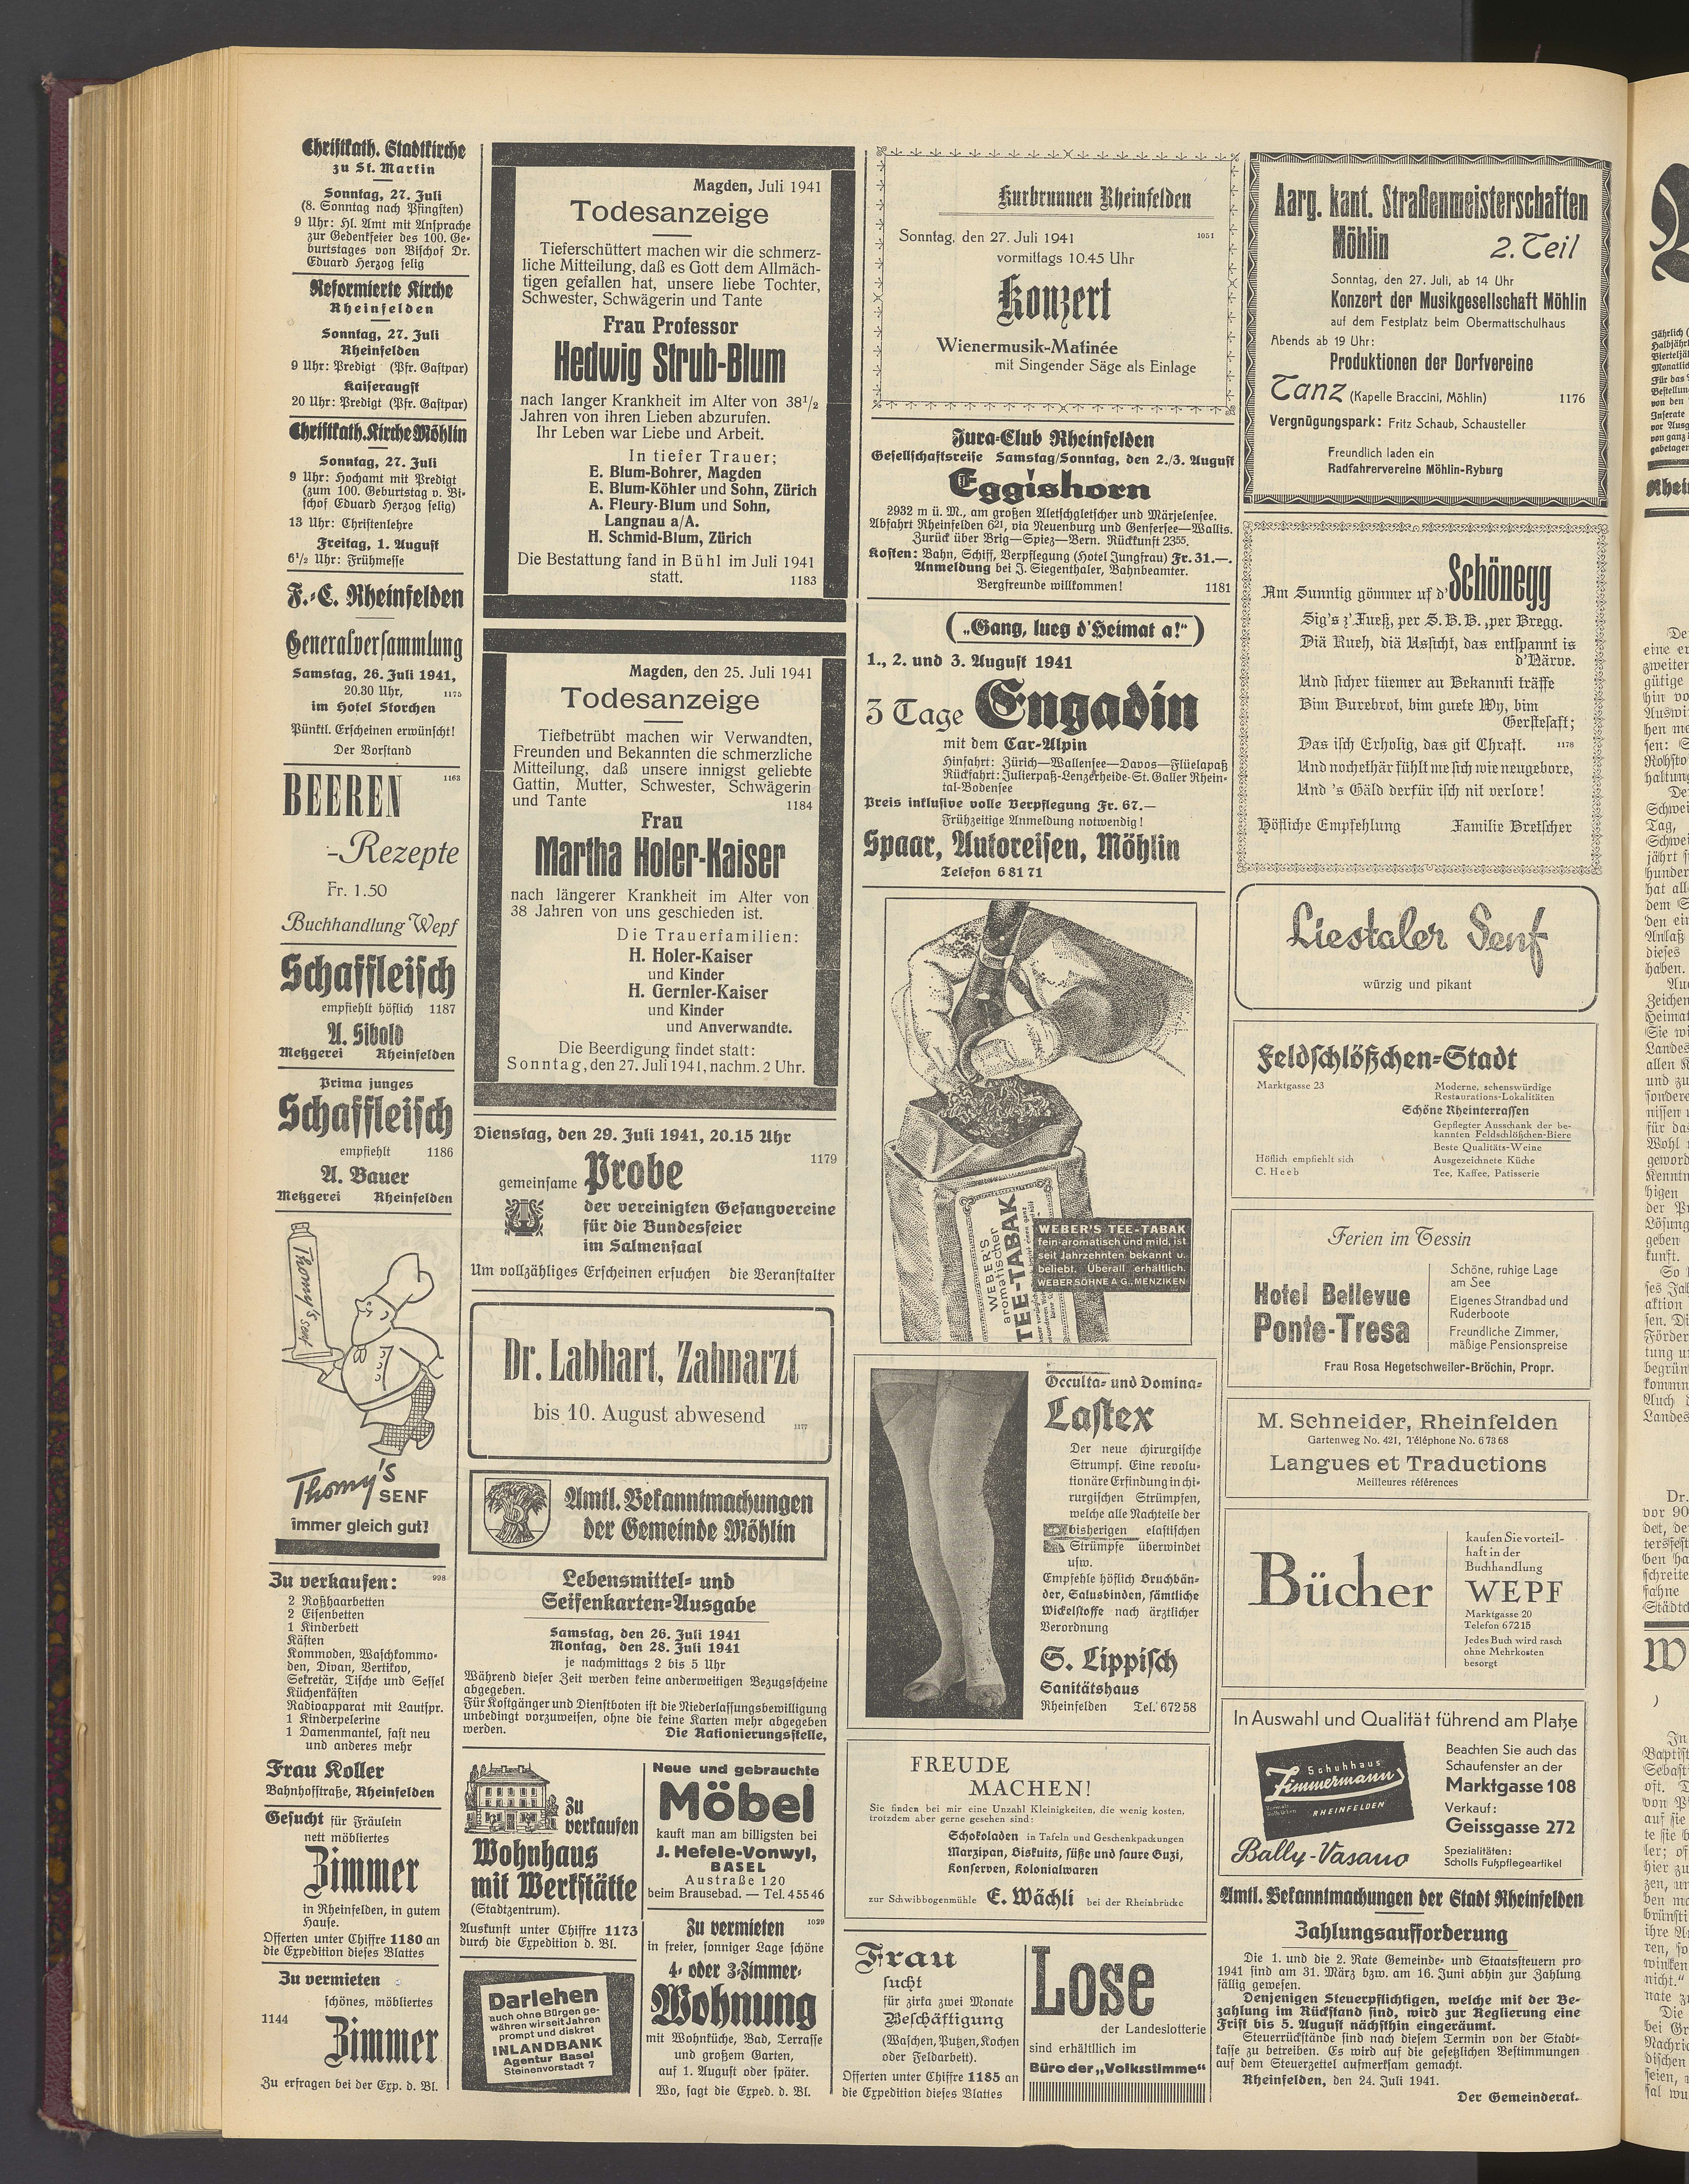 Christkath. Stadtkirche
zu St. Martin
Sonntag, 27. Juli
(8. Sonntag nach Pfingsten)
9 Uhr: Hl. Amt mit Ansprache
zur Gedenkfeier des 100. Ge-
burtstages von Bischof Dr.
Eduard Herzog selig
Reformierte Kirche
Rheinfelden
Sonntag, 27. Juli
Rheinfelden
9 Uhr: Predigt (Pfr. Gastpar)
Kaiseraugst
20 Uhr: Predigt (Pfr. Gastpar)
Christkath. Kirche Möhlin
Sonntag, 27. Juli
9 Uhr: Hochamt mit Predigt
(zum 100. Geburtstag v. Bi-
schof Eduard Herzog selig)
13 Uhr: Christenlehre
Freitag, 1. August
6½ Uhr: Frühmesse
F.-C. Rheinfelden
Generalversammlung
Samstag, 26. Juli 1941,
20.30 Uhr, 1175
im Hotel Storchen
Pünktl. Erscheinen erwünscht!
Der Vorstand
BEEREN 1163
-Rezepte
Fr. 1.50
Buchhandlung Wepf
Schaffleisch
empfiehlt höflich 1187
A. Sibold
Metzgerei Rheinfelden
Prima junges
Schaffleisch
empfiehlt 1186
A. Bauer
Metzgerei Rheinfelden
Thomy's Senf
Thomy's SENF
immer gleich gut!
Zu verkaufen: 998
2 Roßhaarbetten
2 Eisenbetten
1 Kinderbett
Kästen
Kommoden, Waschkommo-
den, Divan, Vertikov,
Sekretär, Tische und Sessel
Küchenkästen
Radioapparat mit Lautspr.
1 Kinderpelerine
1 Damenmantel, fast neu
und anderes mehr
Frau Koller
Bahnhofstraße, Rheinfelden
Gesucht für Fräulein
nett möbliertes
Zimmer
in Rheinfelden, in gutem
Hause.
Offerten unter Chiffre 1180 an
die Expedition dieses Blattes
Zu vermieten
schönes, möbliertes
1144
Zimmer
Zu erfragen bei der Exp. d. Bl.
Magden, Juli 1941
Todesanzeige
Tieferschüttert machen wir die schmerz-
liche Mitteilung, daß es Gott dem Allmäch-
tigen gefallen hat, unsere liebe Tochter,
Schwester, Schwägerin und Tante
Frau Professor
Hedwig Strub-Blum
nach langer Krankheit im Alter von 38½
Jahren von ihren Lieben abzurufen.
Ihr Leben war Liebe und Arbeit.
In tiefer Trauer;
E. Blum-Bohrer, Magden
E. Blum-Köhler und Sohn, Zürich
A. Fleury-Blum und Sohn,
Langnau a/A.
H. Schmid-Blum, Zürich
Die Bestattung fand in Bühl im Juli 1941
statt. 1183
Magden, den 25. Juli 1941
Todesanzeige
Tiefbetrübt machen wir Verwandten,
Freunden und Bekannten die schmerzliche
Mitteilung, daß unsere innigst geliebte
Gattin, Mutter, Schwester, Schwägerin
und Tante 1184
Frau
Martha Holer-Kaiser
nach längerer Krankheit im Alter von
38 Jahren von uns geschieden ist.
Die Trauerfamilien:
H. Holer-Kaiser
und Kinder
H. Gernler-Kaiser
und Kinder
und Anverwandte.
Die Beerdigung findet statt:
Sonntag, den 27. Juli 1941, nachm. 2 Uhr.
Dienstag, den 29. Juli 1941, 20.15 Uhr
1179
gemeinsame Probe
der vereinigten Gesangvereine
für die Bundesfeier
im Salmensaal
Um vollzähliges Erscheinen ersuchen die Veranstalter
Dr. Labhart, Zahnarzt
bis 10. August abwesend 1177
Amtl. Bekanntmachungen
der Gemeinde Möhlin
Lebensmittel- und
Seifenkarten-Ausgabe
Samstag, den 26. Juli 1941
Montag, den 28. Juli 1941
je nachmittags 2 bis 5 Uhr
Während dieser Zeit werden keine anderweitigen Bezugsscheine
abgegeben.
Für Kostgänger und Dienstboten ist die Niederlassungsbewilligung
unbedingt vorzuweisen, ohne die keine Karten mehr abgegeben
werden. Die Rationierungsstelle,
Zu
verkaufen
Wohnhaus
mit Werkstätte
(Stadtzentrum).
Auskunft unter Chiffre 1173
durch die Expedition d. Bl.
Darlehen
auch ohne Bürgen ge-
währen wir seit Jahren
prompt und diskret
INLANDBANK
Agentur Basel
Steinenvorstadt 7
Neue und gebrauchte
Möbel
kauft man am billigsten bei
J. Hefele-Vonwyl,
BASEL
Austraße 120
beim Brausebad. — Tel. 4 55 46
Zu vermieten 1029
in freier, sonniger Lage schöne
4- oder 3-Zimmer-
Wohnung
mit Wohnküche, Bad, Terrasse
und großem Garten,
auf 1. August oder später.
Wo, sagt die Exped. d. Bl.
Kurbrunnen Rheinfelden
Sonntag, den 27. Juli 1941 1051
vormittags 10.45 Uhr
Konzert
Wienermusik-Matinée
mit Singender Säge als Einlage
Jura-Club Rheinfelden
Gesellschaftsreise Samstag/Sonntag, den 2./3. August
Eggishorn
2932 m ü. M., am großen Aletschgletscher und Märjelensee.
Abfahrt Rheinfelden 6²¹, via Neuenburg und Genfersee—Wallis.
Zurück über Brig—Spiez—Bern. Rückkunft 23⁵⁵.
Kosten: Bahn, Schiff, Verpflegung (Hotel Jungfrau) Fr. 31.—.
Anmeldung bei J. Siegenthaler, Bahnbeamter.
Bergfreunde willkommen! 1181
(„Gang, lueg d'Heimat a!“)
1., 2. und 3. August 1941
3 Tage Engadin
mit dem Car-Alpin
Hinfahrt: Zürich—Wallensee—Davos—Flüelapaß
Rückfahrt: Julierpaß-Lenzerheide-St. Galler Rhein-
tal-Bodensee
Preis inklusive volle Verpflegung Fr. 67.—
Frühzeitige Anmeldung notwendig!
Spaar, Autoreisen, Möhlin
Telefon 6 81 71
WEBER'S
aromatischer
TEE-TABAK
WEBER'S TEE-TABAK
fein-aromatisch und mild, ist
seit Jahrzehnten bekannt u.
beliebt. Überall erhältlich.
WEBER SÖHNE A.G., MENZIKEN
Occulta- und Domina-
Lastex
Der neue chirurgische
Strumpf. Eine revolu-
tionäre Erfindung in chi-
rurgischen Strümpfen,
welche alle Nachteile der
bisherigen elastischen
Strümpfe überwindet
usw.
Empfehle höflich Bruchbän-
der, Salusbinden, sämtliche
Wickelstoffe nach ärztlicher
Verordnung
S. Lippisch
Sanitätshaus
Rheinfelden Tel. 6 72 58
FREUDE
MACHEN!
Sie finden bei mir eine Unzahl Kleinigkeiten, die wenig kosten,
trotzdem aber gerne gesehen sind:
Schokoladen in Tafeln und Geschenkpackungen
Marzipan, Biskuits, süße und saure Guzi,
Konserven, Kolonialwaren
zur Schwibbogenmühle E. Wächli bei der Rheinbrücke
Frau
sucht
für zirka zwei Monate
Beschäftigung
(Waschen, Putzen, Kochen
oder Feldarbeit).
Offerten unter Chiffre 1185 an
die Expedition dieses Blattes
Lose
der Landeslotterie
sind erhältlich im
Büro der „Volksstimme“
Aarg. kant. Straßenmeisterschaften
Möhlin 2. Teil
Sonntag, den 27. Juli, ab 14 Uhr
Konzert der Musikgesellschaft Möhlin
auf dem Festplatz beim Obermattschulhaus
Abends ab 19 Uhr:
Produktionen der Dorfvereine
Tanz (Kapelle Braccini, Möhlin) 1176
Vergnügungspark: Fritz Schaub, Schausteller
Freundlich laden ein
Radfahrervereine Möhlin-Ryburg
Am Sunntig gömmer uf d'Schönegg
Sig's z'Fueß, per S.B.B., per Bregg.
Diä Rueh, diä Ussicht, das entspannt is
d'Närve.
Und sicher tüemer au Bekannti träffe
Bim Burebrot, bim guete Wy, bim
Gerstesaft;
Das isch Erholig, das git Chraft. 1178
Und nochethär fühlt me sich wie neugebore,
Und 's Gäld derfür isch nit verlore!
Höfliche Empfehlung Familie Bretscher
Liestaler Senf
würzig und pikant
Feldschlößchen-Stadt
Marktgasse 23
Moderne, sehenswürdige
Restaurations-Lokalitäten
Schöne Rheinterrassen
Gepflegter Ausschank der be-
kannten Feldschlößchen-Biere
Beste Qualitäts-Weine
Höflich empfiehlt sich Ausgezeichnete Küche
C. Heeb Tee, Kaffee, Patisserie
Ferien im Tessin
Hotel Bellevue
Ponte-Tresa
Schöne, ruhige Lage
am See
Eigenes Strandbad und
Ruderboote
Freundliche Zimmer,
mäßige Pensionspreise
Frau Rosa Hegetschweiler-Bröchin, Propr.
M. Schneider, Rheinfelden
Gartenweg No. 421, Téléphone No. 6 73 68
Langues et Traductions
Meilleures références
Bücher
kaufen Sie vorteil-
haft in der
Buchhandlung
WEPF
Marktgasse 20
Telefon 6 72 15
Jedes Buch wird rasch
ohne Mehrkosten
besorgt
In Auswahl und Qualität führend am Platze
Schuhhaus
Zimmermann
RHEINFELDEN
Bally-Vasano
Beachten Sie auch das
Schaufenster an der
Marktgasse 108
Verkauf:
Geissgasse 272
Spezialitäten:
Scholls Fußpflegeartikel
Amtl. Bekanntmachungen der Stadt Rheinfelden
Zahlungsaufforderung
Die 1. und die 2. Rate Gemeinde- und Staatssteuern pro
1941 sind am 31. März bzw. am 16. Juni abhin zur Zahlung
fällig gewesen.
Denjenigen Steuerpflichtigen, welche mit der Be-
zahlung im Rückstand sind, wird zur Reglierung eine
Frist bis 5. August nächsthin eingeräumt.
Steuerrückstände sind nach diesem Termin von der Stadt-
kasse zu betreiben. Es wird auf die gesetzlichen Bestimmungen
auf dem Steuerzettel aufmerksam gemacht.
Rheinfelden, den 24. Juli 1941.
Der Gemeinderat.